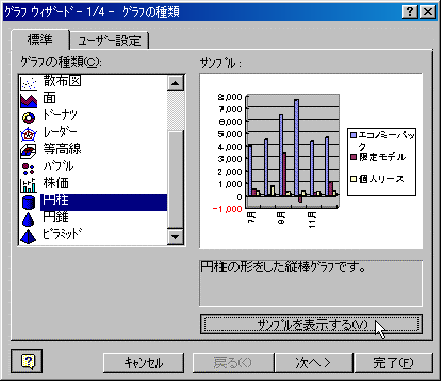 グラフ ウィザード - 1/4 - グラフの種類
標準
ユーザー設定
グラフの種類(C):
散布図
面
ドーナツ
レーダー
等高線
バブル
株価
円柱
円錐
ピラミッド
サンプル:
8,000
7,000
6,000
5,000
4,000
3,000
2,000
1,000
0
-1,000
7月
9月
11月
エコノミーパック
限定モデル
個人リース
円柱の形をした縦棒グラフです。
サンプルを表示する(V)
キャンセル
戻る(<)
次へ >
完了(F)